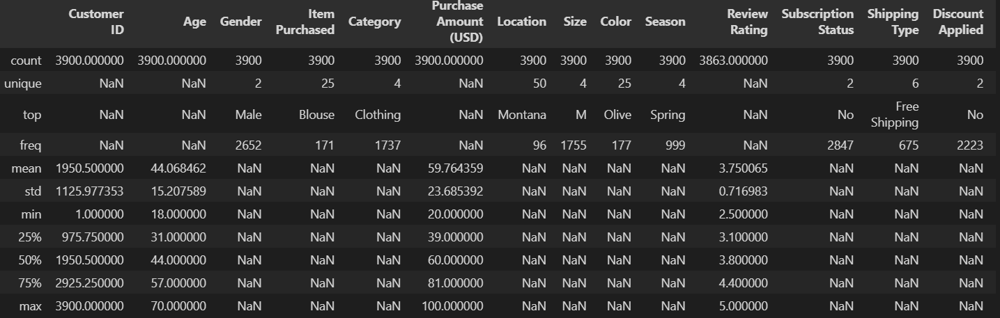 Customer ID Age Gender Item Purchased Category Purchase Amount (USD) Location Size Color Season Review Rating Subscription Status Shipping Type Discount Applied
count 3900.000000 3900.000000 3900 3900 3900 3900.000000 3900 3900 3900 3900 3863.000000 3900 3900 3900
unique NaN NaN 2 25 4 NaN 50 4 25 4 NaN 2 6 2
top NaN NaN Male Blouse Clothing NaN Montana M Olive Spring NaN No Free Shipping No
freq NaN NaN 2652 171 1737 NaN 96 1755 177 999 NaN 2847 675 2223
mean 1950.500000 44.068462 NaN NaN NaN 59.764359 NaN NaN NaN NaN 3.750065 NaN NaN NaN
std 1125.977353 15.207589 NaN NaN NaN 23.685392 NaN NaN NaN NaN 0.716983 NaN NaN NaN
min 1.000000 18.000000 NaN NaN NaN 20.000000 NaN NaN NaN NaN 2.500000 NaN NaN NaN
25% 975.750000 31.000000 NaN NaN NaN 39.000000 NaN NaN NaN NaN 3.100000 NaN NaN NaN
50% 1950.500000 44.000000 NaN NaN NaN 60.000000 NaN NaN NaN NaN 3.800000 NaN NaN NaN
75% 2925.250000 57.000000 NaN NaN NaN 81.000000 NaN NaN NaN NaN 4.400000 NaN NaN NaN
max 3900.000000 70.000000 NaN NaN NaN 100.000000 NaN NaN NaN NaN 5.000000 NaN NaN NaN